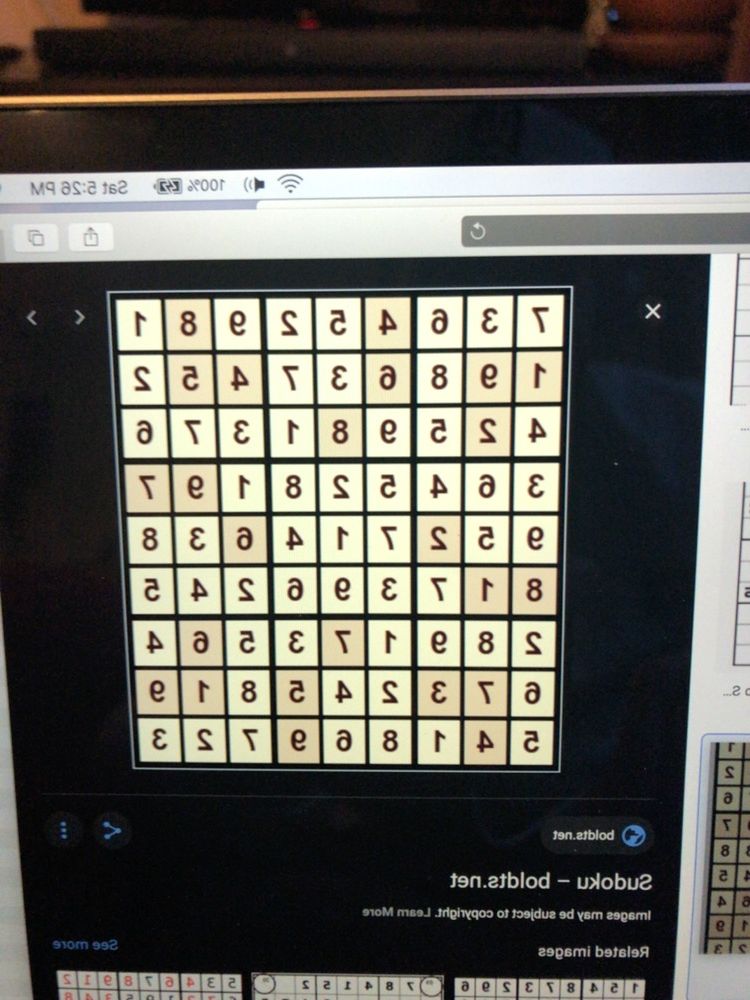 100% Sat 5:26 PM
7 3 6 4 5 2 9 8 1
1 9 8 6 3 7 4 5 2
4 2 5 9 8 1 3 7 6
3 6 4 5 2 8 1 9 7
9 5 2 7 1 4 6 3 8
8 1 7 3 9 6 2 4 5
2 8 9 1 7 3 5 6 4
6 7 3 2 4 5 8 1 9
5 4 1 8 6 9 7 2 3
boldts.net
Sudoku – boldts.net
Images may be subject to copyright. Learn More
Related images See more